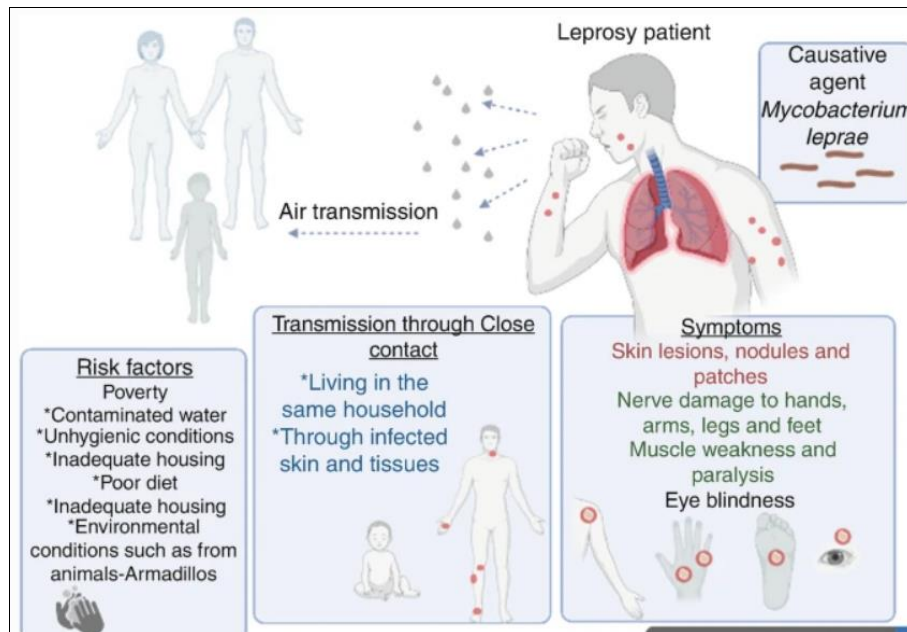 Leprosy patient
Causative
agent
Mycobacterium
leprae
Air transmission
Risk factors
Poverty
*Contaminated water
*Unhygienic conditions
*Inadequate housing
*Poor diet
*Inadequate housing
*Environmental
conditions such as from
animals-Armadillos
Transmission through Close
contact
*Living in the
same household
*Through infected
skin and tissues
Symptoms
Skin lesions, nodules and
patches
Nerve damage to hands,
arms, legs and feet
Muscle weakness and
paralysis
Eye blindness